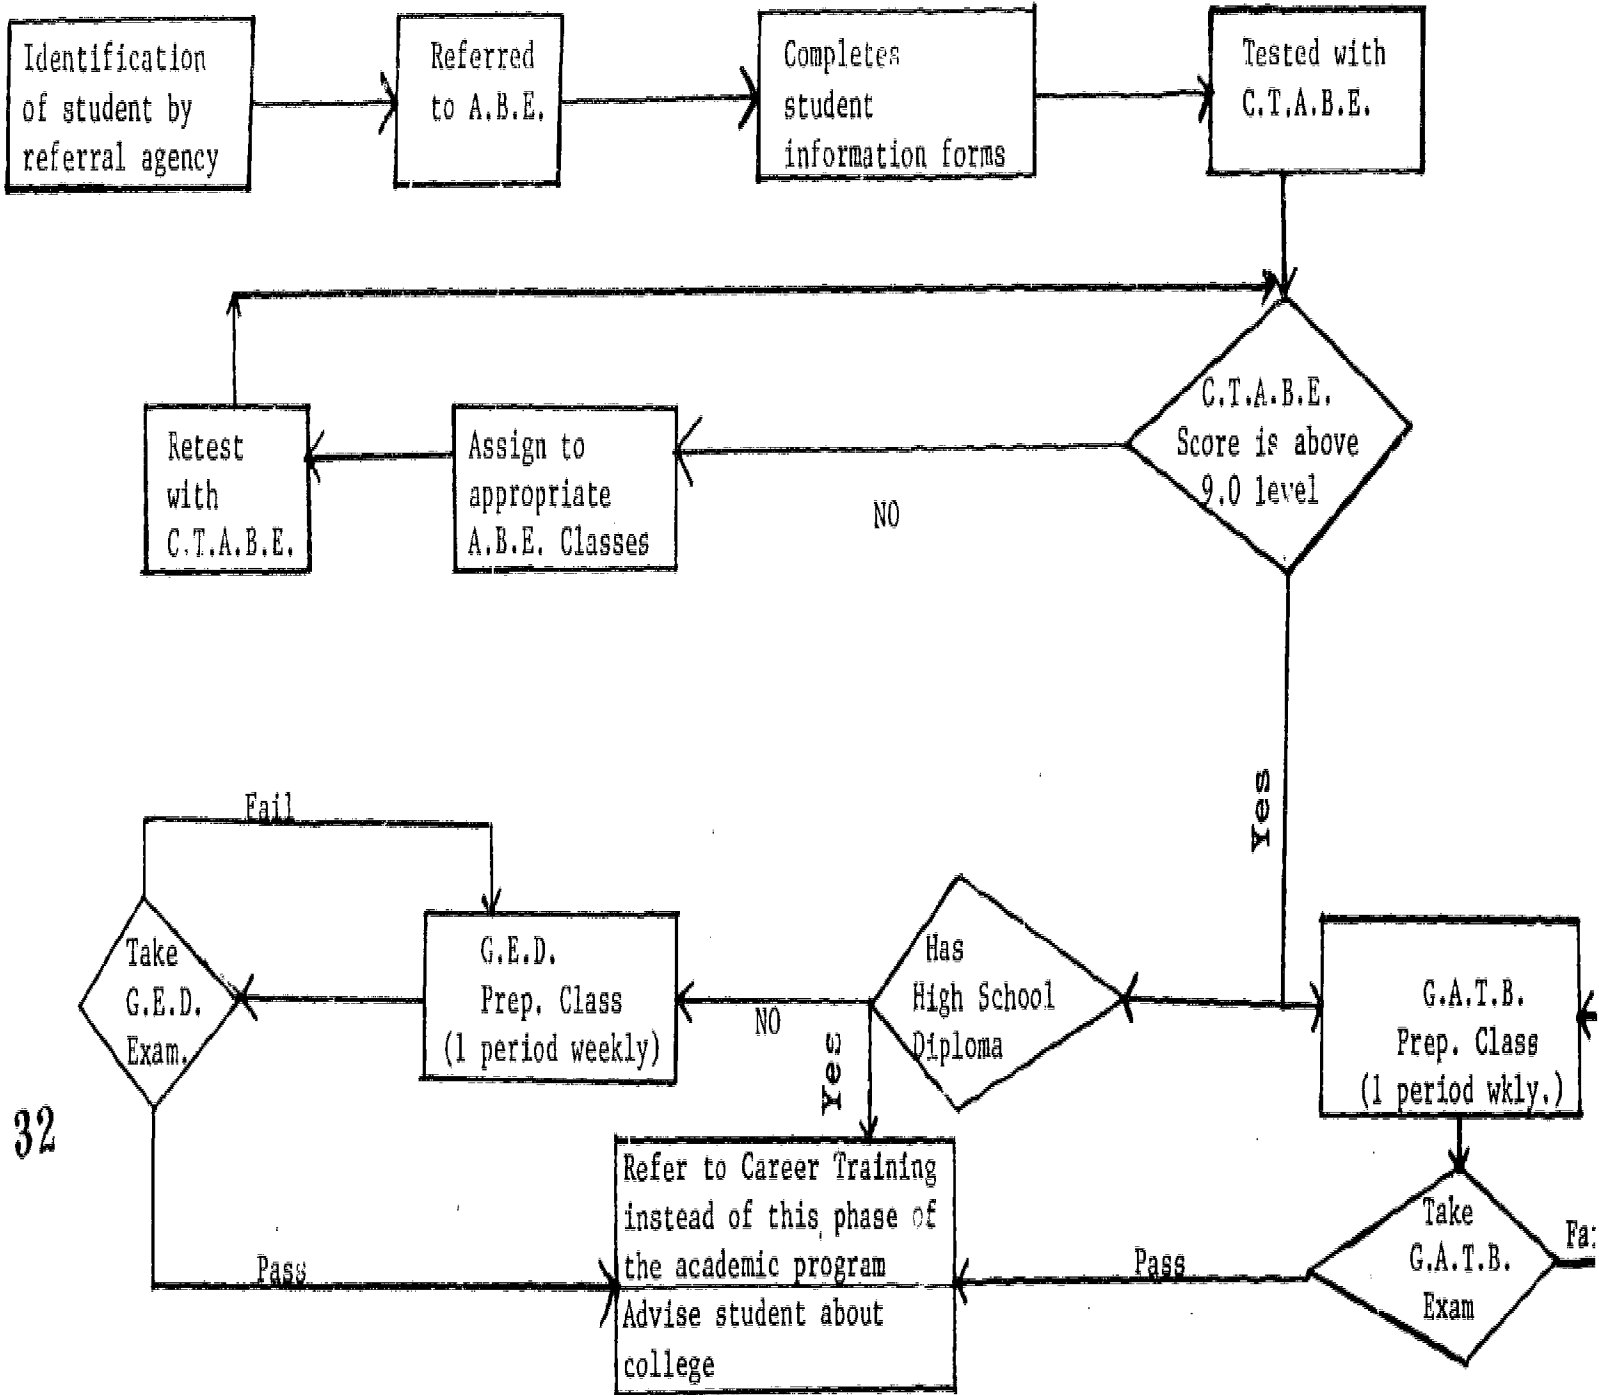 Identification
of student by
referral agency
Referred
to A.B.E.
Completes
student
information forms
Tested with
C.T.A.B.E.
C.T.A.B.E.
Score is above
9.0 level
NO
Assign to
appropriate
A.B.E. Classes
Retest
with
C.T.A.B.E.
Yes
Fail
Take
G.E.D.
Exam.
G.E.D.
Prep. Class
(1 period weekly)
NO
Has
High School
Diploma
Yes
G.A.T.B.
Prep. Class
(1 period wkly.)
32
Refer to Career Training
instead of this phase of
the academic program
Advise student about
college
Pass
Pass
Take
G.A.T.B.
Exam